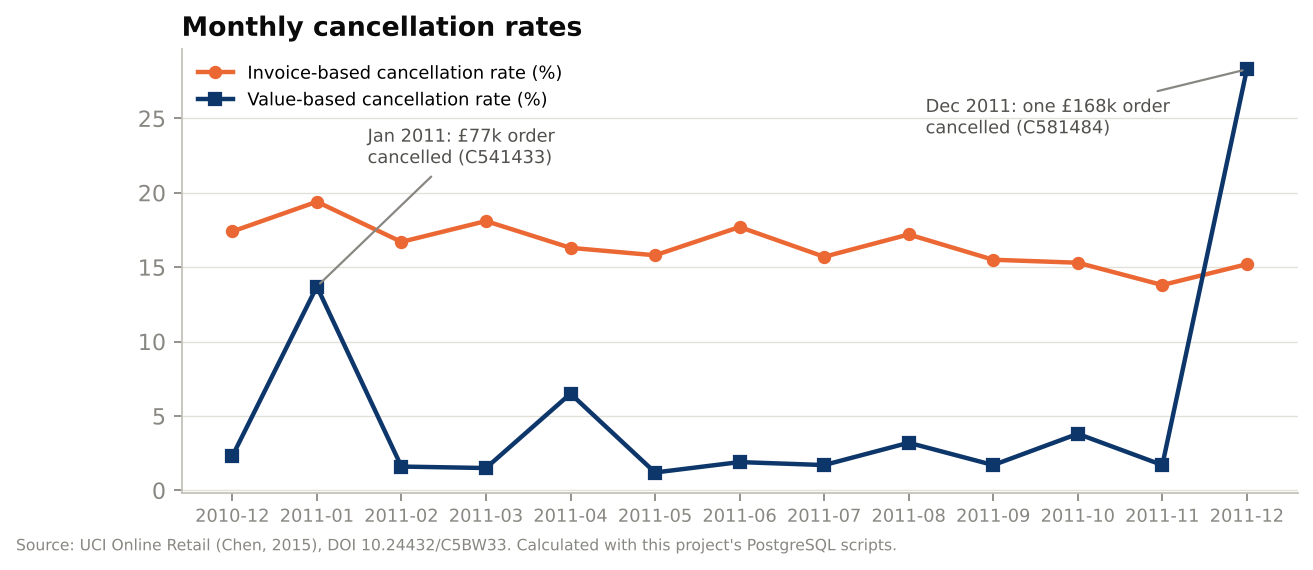 Monthly cancellation rates
Invoice-based cancellation rate (%)
Value-based cancellation rate (%)
Jan 2011: £77k order
cancelled (C541433)
Dec 2011: one £168k order
cancelled (C581484)
25
20
15
10
5
0
2010-12 2011-01 2011-02 2011-03 2011-04 2011-05 2011-06 2011-07 2011-08 2011-09 2011-10 2011-11 2011-12
Source: UCI Online Retail (Chen, 2015), DOI 10.24432/C5BW33. Calculated with this project's PostgreSQL scripts.